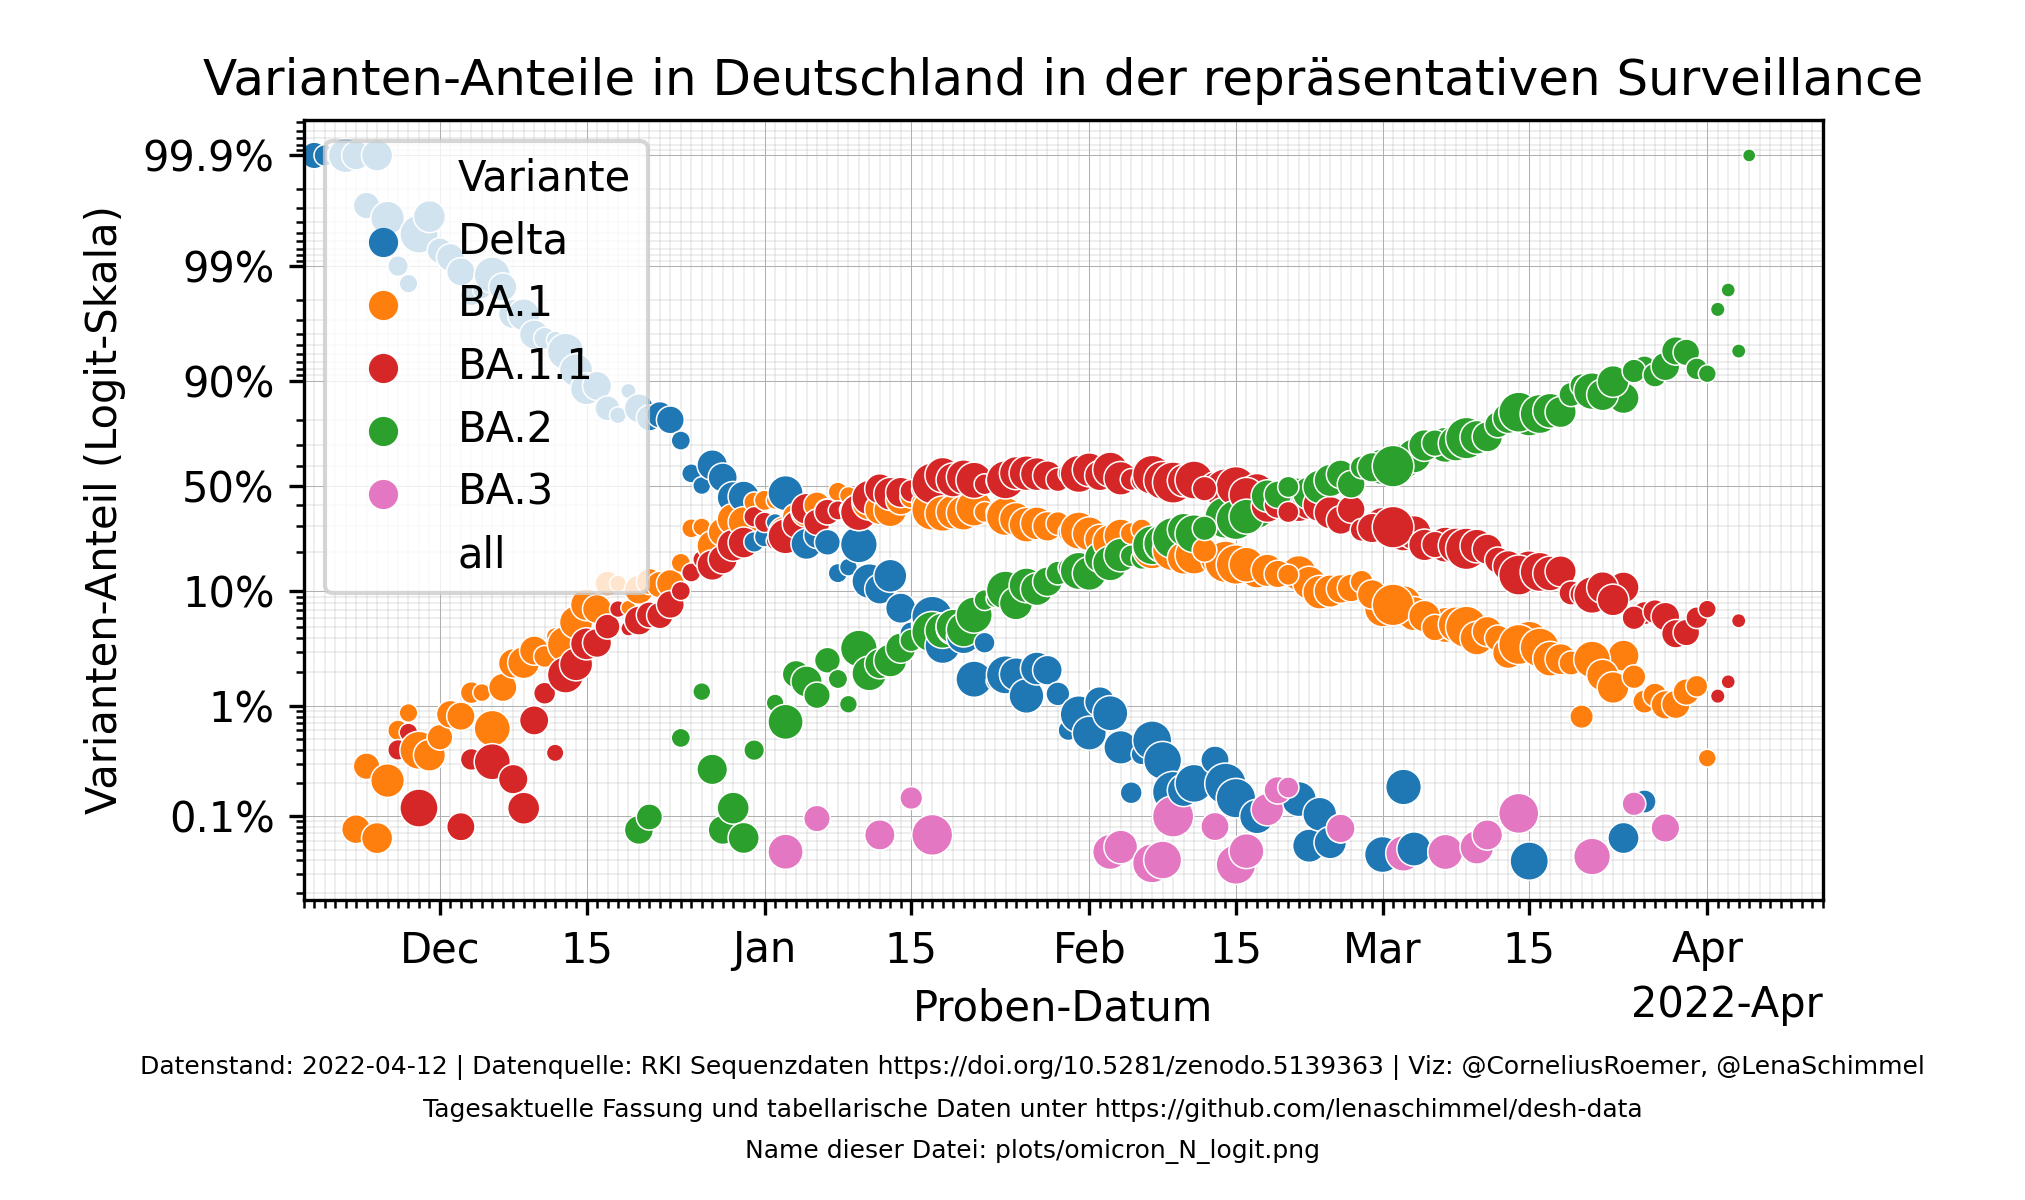 Varianten-Anteile in Deutschland in der repräsentativen Surveillance
Varianten-Anteil (Logit-Skala)
99.9%
99%
90%
50%
10%
1%
0.1%
Variante
Delta
BA.1
BA.1.1
BA.2
BA.3
all
Dec 15 Jan 15 Feb 15 Mar 15 Apr
Proben-Datum
2022-Apr
Datenstand: 2022-04-12 | Datenquelle: RKI Sequenzdaten https://doi.org/10.5281/zenodo.5139363 | Viz: @CorneliusRoemer, @LenaSchimmel
Tagesaktuelle Fassung und tabellarische Daten unter https://github.com/lenaschimmel/desh-data
Name dieser Datei: plots/omicron_N_logit.png